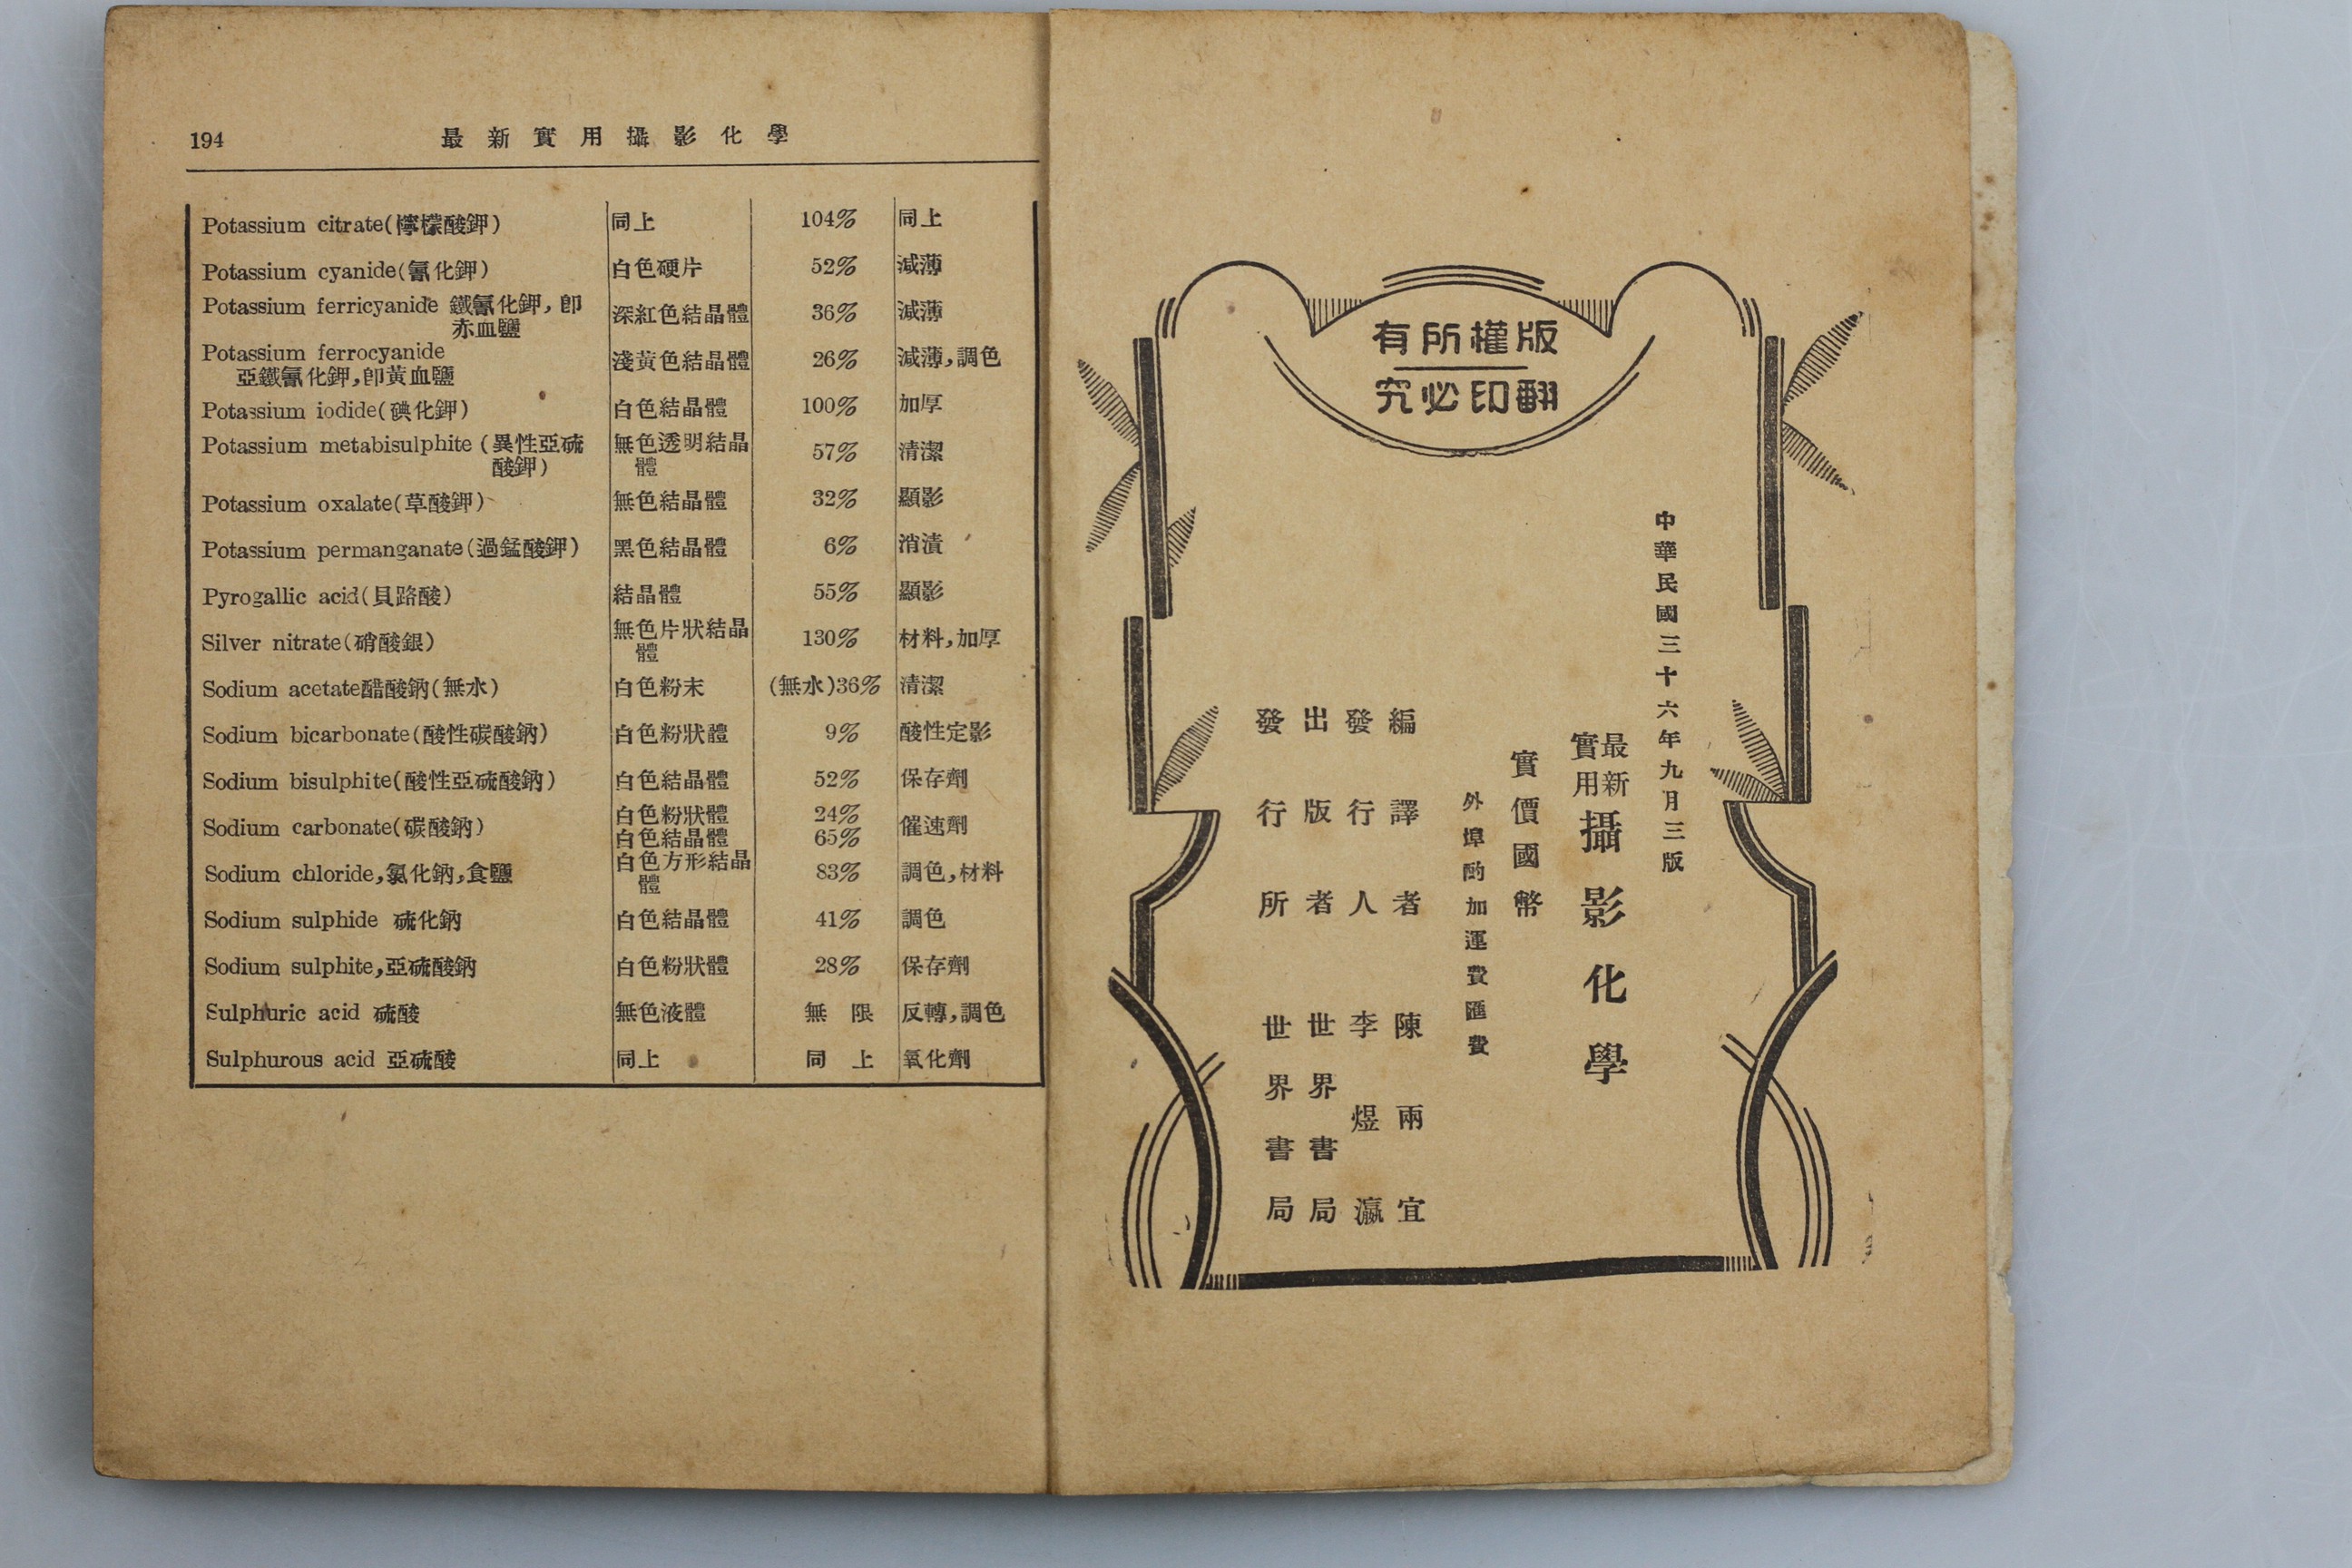 194 最新實用攝影化學
Potassium citrate(檸檬酸鉀) 同上 104% 同上
Potassium cyanide(氰化鉀) 白色硬片 52% 減薄
Potassium ferricyanide 鐵氰化鉀,卽 深紅色結晶體 36% 減薄
赤血鹽
Potassium ferrocyanide 淺黃色結晶體 26% 減薄,調色
亞鐵氰化鉀,卽黃血鹽
Potassium iodide(碘化鉀) 白色結晶體 100% 加厚
Potassium metabisulphite (異性亞硫 無色透明結晶 57% 清潔
酸鉀) 體
Potassium oxalate(草酸鉀) 無色結晶體 32% 顯影
Potassium permanganate(過錳酸鉀) 黑色結晶體 6% 消漬
Pyrogallic acid(貝路酸) 結晶體 55% 顯影
Silver nitrate(硝酸銀) 無色片狀結晶 130% 材料,加厚
體
Sodium acetate醋酸鈉(無水) 白色粉末 (無水)36% 清潔
Sodium bicarbonate(酸性碳酸鈉) 白色粉狀體 9% 酸性定影
Sodium bisulphite(酸性亞硫酸鈉) 白色結晶體 52% 保存劑
Sodium carbonate(碳酸鈉) 白色粉狀體 24% 催速劑
白色結晶體 65%
Sodium chloride,氯化鈉,食鹽 白色方形結晶 83% 調色,材料
體
Sodium sulphide 硫化鈉 白色結晶體 41% 調色
Sodium sulphite,亞硫酸鈉 白色粉狀體 28% 保存劑
Sulphuric acid 硫酸 無色液體 無限 反轉,調色
Sulphurous acid 亞硫酸 同上 同上 氧化劑
版權所有
翻印必究
中華民國三十六年九月三版
最新
實用
攝影化學
實價國幣
外埠酌加運費匯費
編譯者 陳兩宜
發行人 李煜瀛
出版者 世界書局
發行所 世界書局